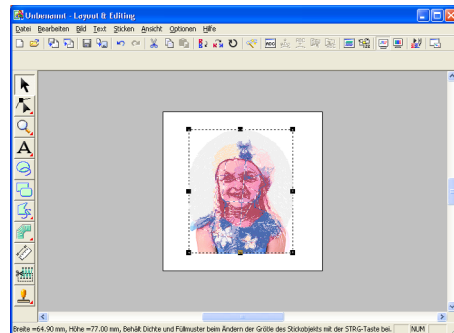 Unbenannt - Layout & Editing
Datei Bearbeiten Bild Text Sticken Ansicht Optionen Hilfe
A
Breite =64.90 mm, Höhe =77.00 mm, Behält Dichte und Füllmuster beim Ändern der Größe des Stickobjekts mit der STRG-Taste bei. NUM